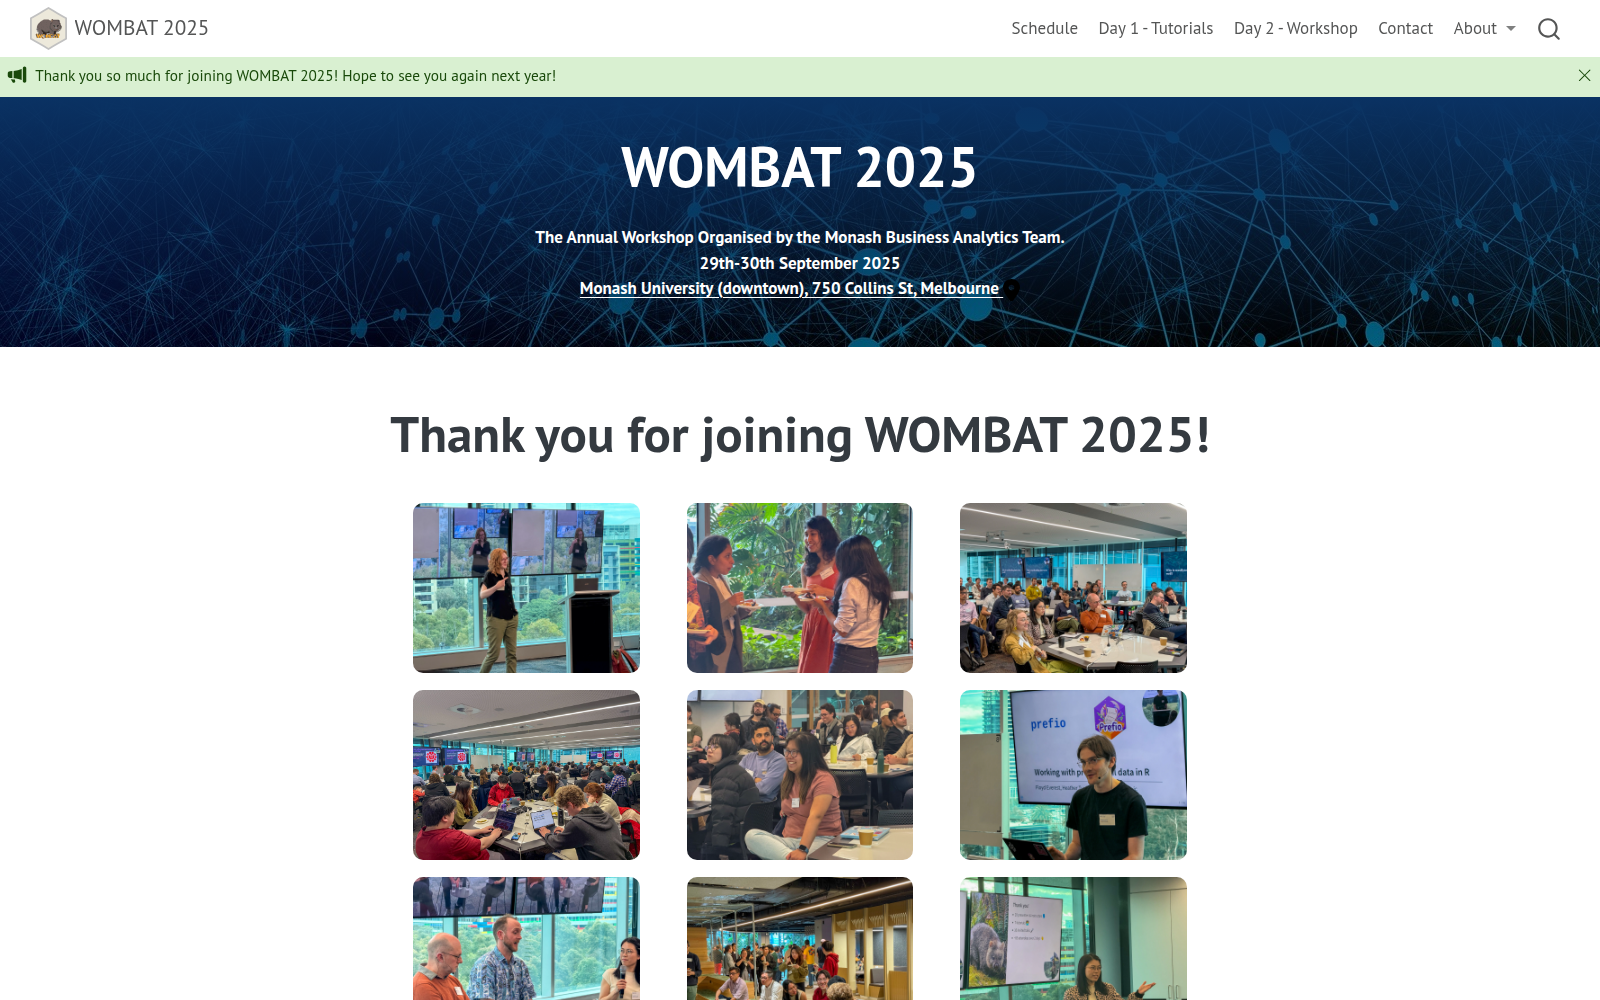 WOMBAT 2025
Schedule
Day 1 - Tutorials
Day 2 - Workshop
Contact
About
Thank you so much for joining WOMBAT 2025! Hope to see you again next year!
WOMBAT 2025
The Annual Workshop Organised by the Monash Business Analytics Team.
29th-30th September 2025
Monash University (downtown), 750 Collins St, Melbourne
Thank you for joining WOMBAT 2025!
prefio
Prefio
Working with data in R
Thank you